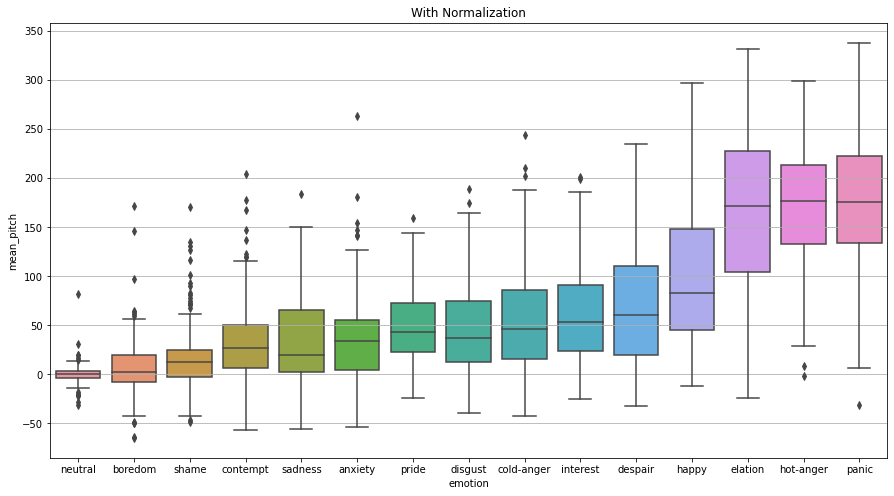 With Normalization
350
300
250
200
150
100
50
0
−50
mean_pitch
neutral boredom shame contempt sadness anxiety pride disgust cold-anger interest despair happy elation hot-anger panic
emotion